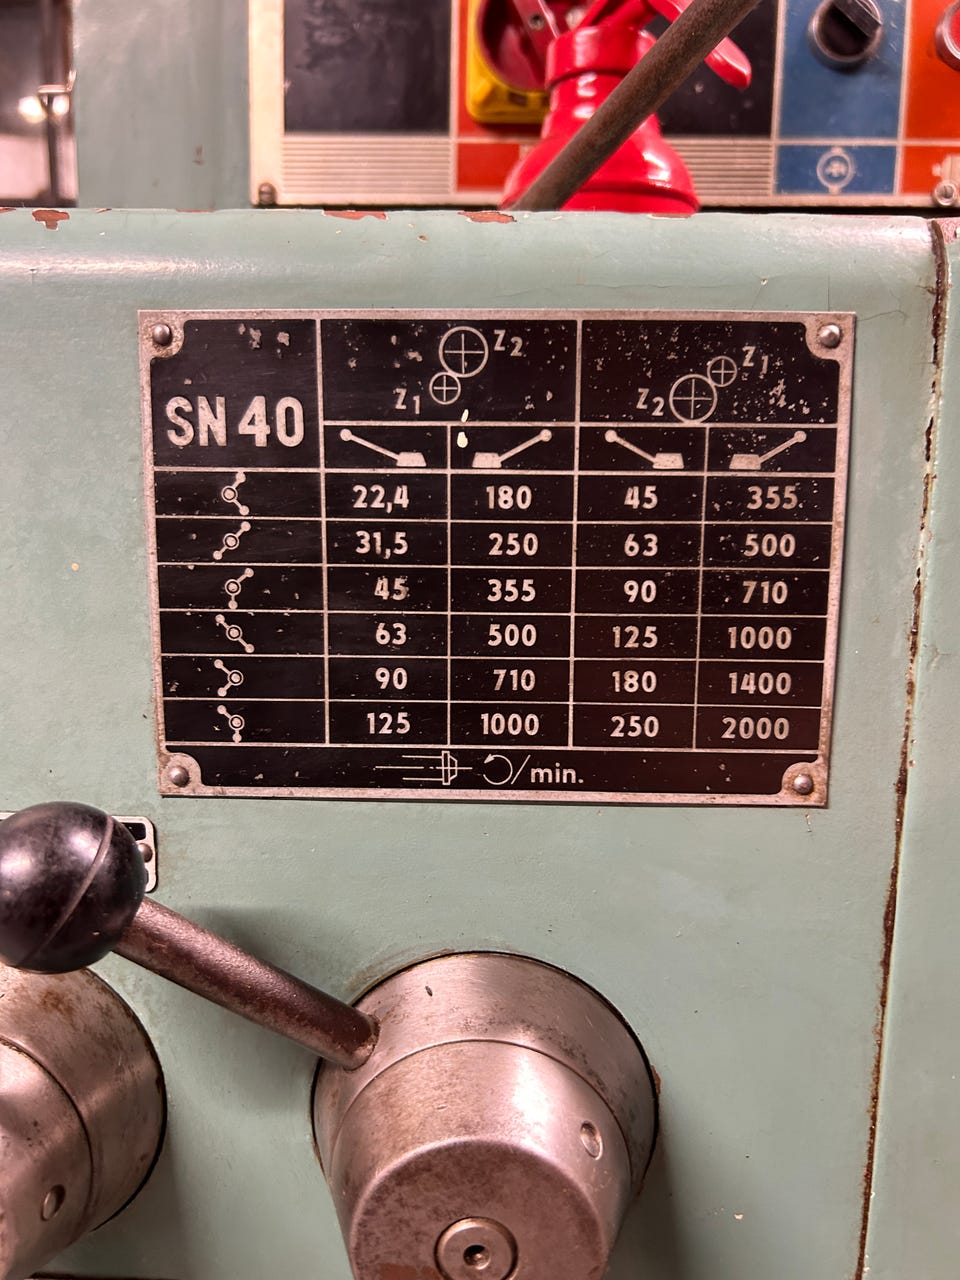 Z2
Z1
Z1
Z2
SN 40
22,4 180 45 355
31,5 250 63 500
45 355 90 710
63 500 125 1000
90 710 180 1400
125 1000 250 2000
/min.